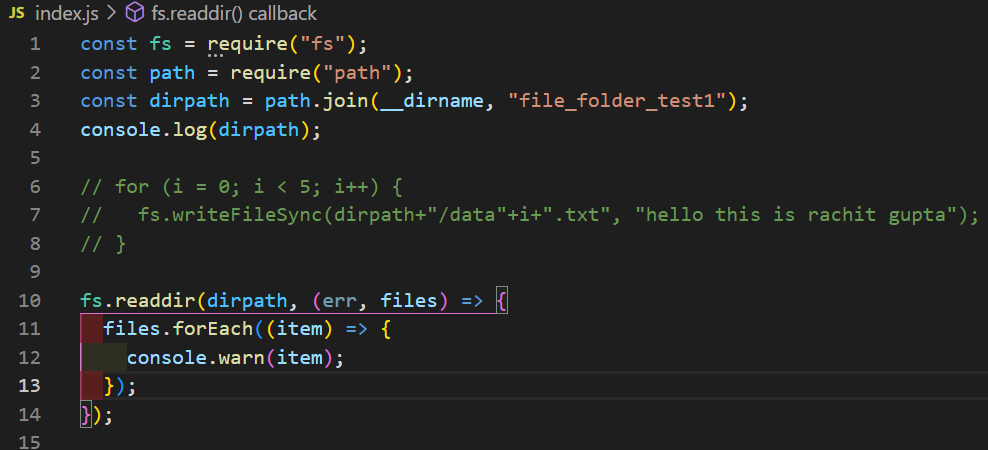 JS index.js > fs.readdir() callback
1 const fs = require("fs");
2 const path = require("path");
3 const dirpath = path.join(__dirname, "file_folder_test1");
4 console.log(dirpath);
5
6 // for (i = 0; i < 5; i++) {
7 //   fs.writeFileSync(dirpath+"/data"+i+".txt", "hello this is rachit gupta");
8 // }
9
10 fs.readdir(dirpath, (err, files) => {
11   files.forEach((item) => {
12     console.warn(item);
13   });
14 });
15